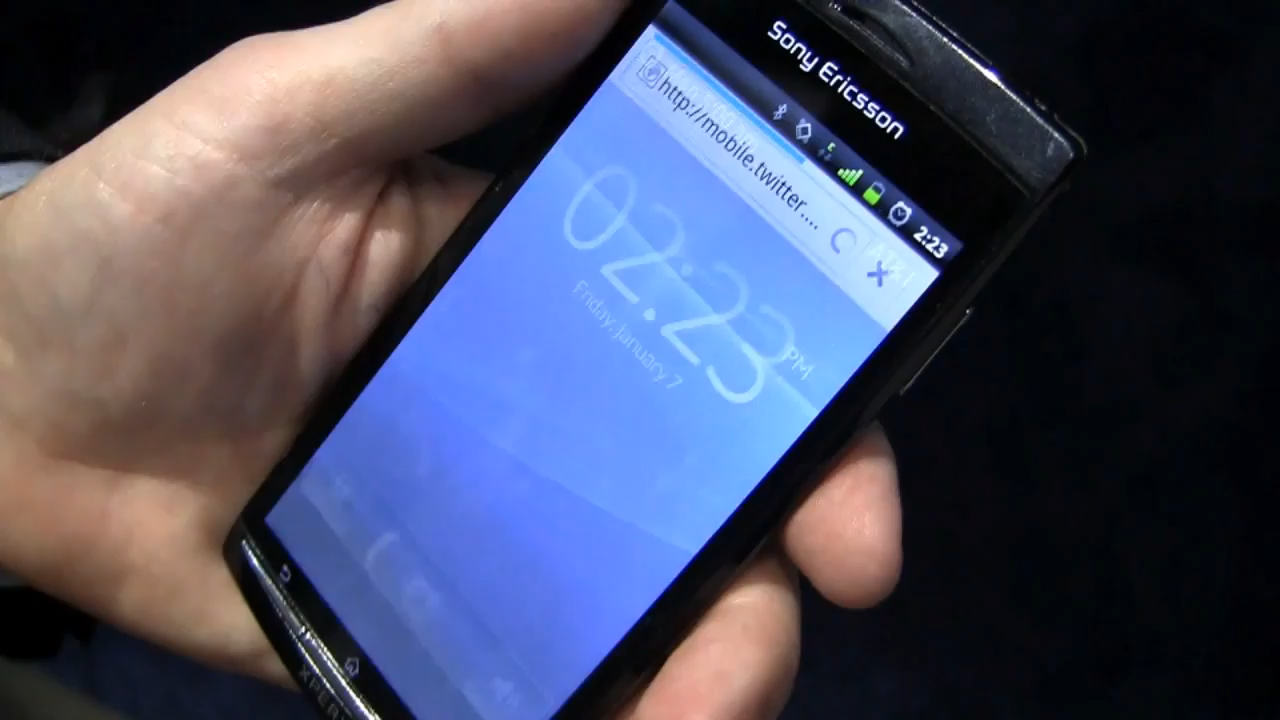 Sony Ericsson
2:23
http://mobile.twitter....
02:23 PM
Friday, January 7